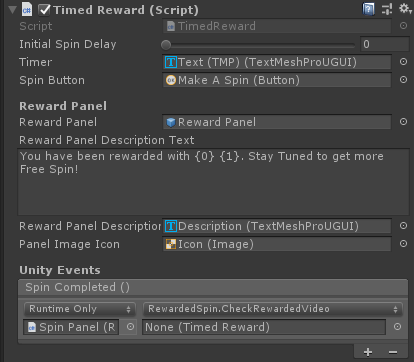 Timed Reward (Script)
Script TimedReward
Initial Spin Delay 0
Timer Text (TMP) (TextMeshProUGUI)
Spin Button Make A Spin (Button)
Reward Panel
Reward Panel Reward Panel
Reward Panel Description Text
You have been rewarded with {0} {1}. Stay Tuned to get more
Free Spin!
Reward Panel Description Description (TextMeshProUGUI)
Panel Image Icon Icon (Image)
Unity Events
Spin Completed ()
Runtime Only RewardedSpin.CheckRewardedVideo
Spin Panel (R None (Timed Reward)